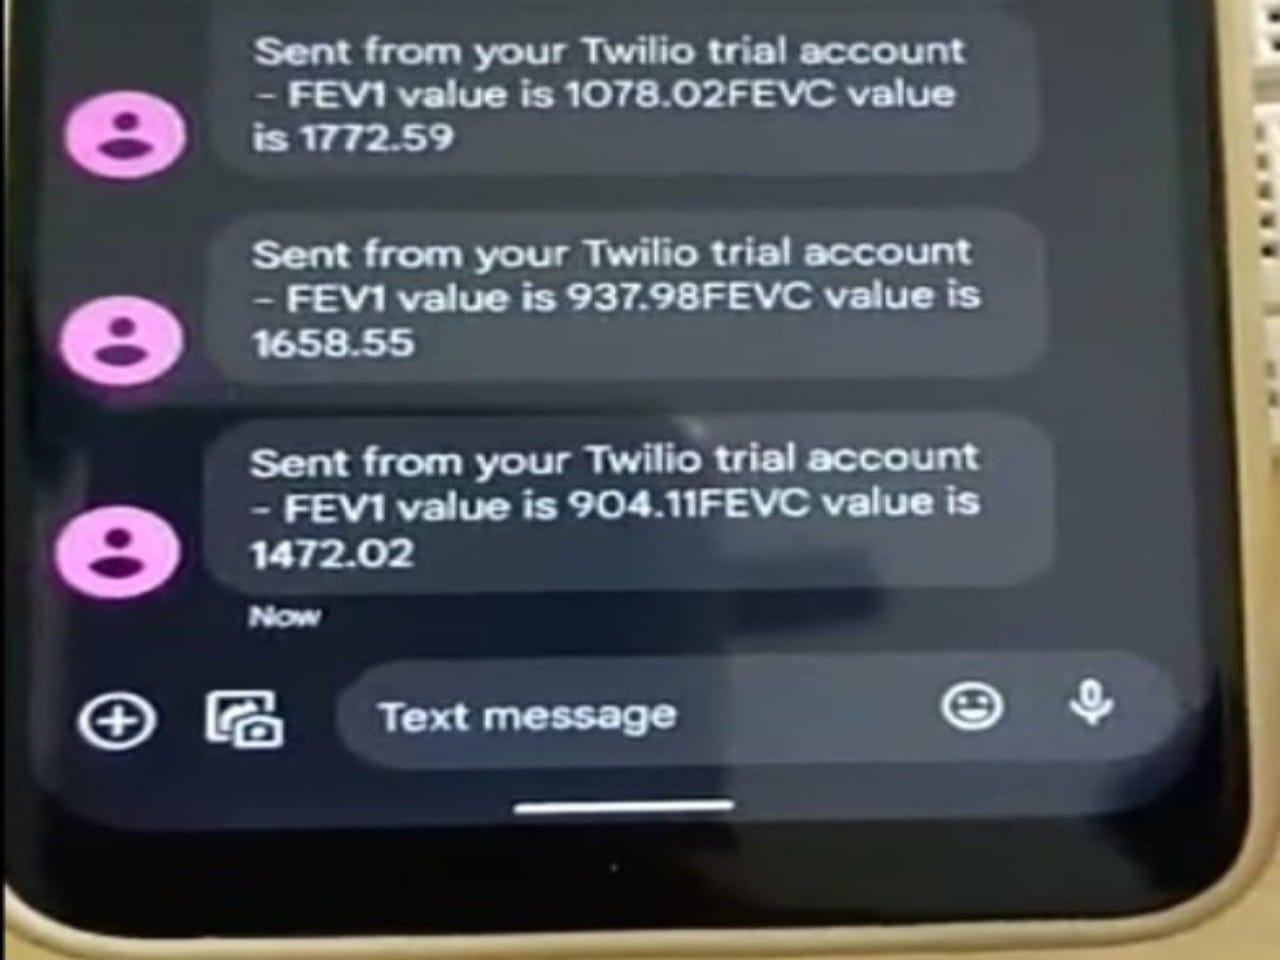 Sent from your Twilio trial account
- FEV1 value is 1078.02FEVC value
is 1772.59
Sent from your Twilio trial account
- FEV1 value is 937.98FEVC value is
1658.55
Sent from your Twilio trial account
- FEV1 value is 904.11FEVC value is
1472.02
Now
Text message